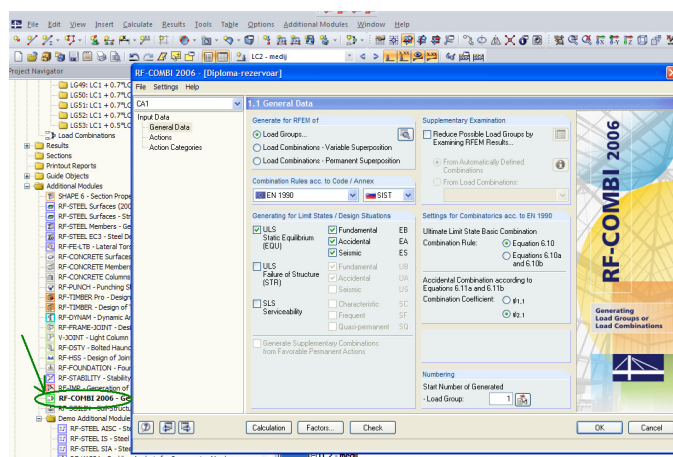 File Edit View Insert Calculate Results Tools Table Options Additional Modules Window Help
LC2 - medij
Project Navigator
LG49: LC1 + 0.7*LC
LG50: LC1 + 0.7*LC
LG51: LC1 + 0.7*LC
LG52: LC1 + 0.7*LC
LG53: LC1 + 0.5*LC
Load Combinations
Results
Sections
Printout Reports
Guide Objects
Additional Modules
SHAPE 6 - Section Prope
RF-STEEL Surfaces (200
RF-STEEL Surfaces - Str
RF-STEEL Members - Ge
RF-STEEL EC3 - Steel De
RF-FE-LTB - Lateral Tors
RF-CONCRETE Surfaces
RF-CONCRETE Members
RF-CONCRETE Columns
RF-PUNCH - Punching S
RF-TIMBER Pro - Design
RF-TIMBER - Design of
RF-DYNAM - Dynamic Ar
RF-FRAME-JOINT - Desi
V-JOINT - Light Column
RF-DSTV - Bolted Haunc
RF-HSS - Design of Join
RF-FOUNDATION - Foun
RF-STABILITY - Stability
RF-IMP - Generation of
RF-COMBI 2006 - Ge
Demo Additional Module
RF-STEEL AISC - Ste
RF-STEEL IS - Steel
RF-STEEL SIA - Stee
RF-COMBI 2006 - [Diploma-rezervoar]
File Settings Help
CA1
Input Data
General Data
Actions
Action Categories
1.1 General Data
Generate for RFEM of
Load Groups...
Load Combinations - Variable Superposition
Load Combinations - Permanent Superposition
Combination Rules acc. to Code / Annex
EN 1990 SIST
Generating for Limit States / Design Situations
ULS Static Equilibrium (EQU)
Fundamental EB
Accidental EA
Seismic ES
ULS Failure of Structure (STR)
Fundamental UB
Accidental UA
Seismic US
SLS Serviceability
Characteristic SC
Frequent SF
Quasi-permanent SQ
Generate Supplementary Combinations
from Favorable Permanent Actions
Supplementary Examination
Reduce Possible Load Groups by
Examining RFEM Results...
From Automatically Defined
Combinations
From Load Combinations:
Settings for Combinatorics acc. to EN 1990
Ultimate Limit State Basic Combination
Combination Rule: Equation 6.10
Equations 6.10a
and 6.10b
Accidental Combination according to
Equations 6.11a and 6.11b
Combination Coefficient: ψ1,1
ψ2,1
Numbering
Start Number of Generated
- Load Group: 1
RF-COMBI 2006
Generating
Load Groups or
Load Combinations
Calculation Factors... Check OK Cancel